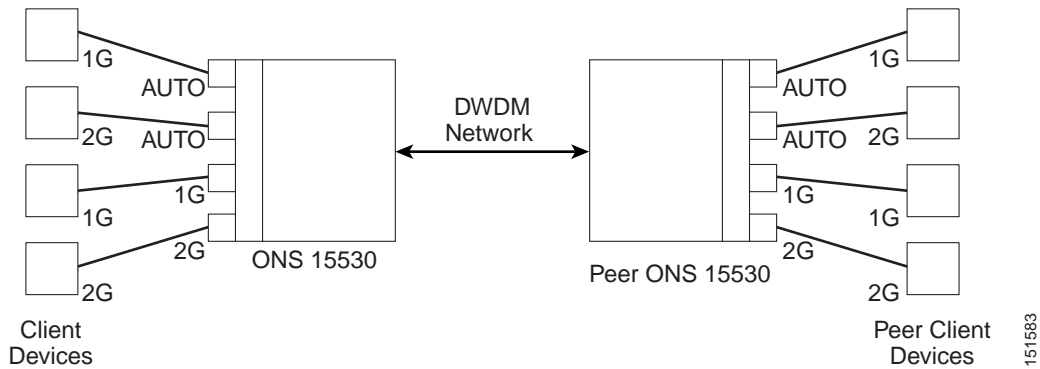 1G
AUTO
2G
AUTO
1G
1G
2G
2G
ONS 15530
Client
Devices
DWDM
Network
1G
AUTO
AUTO
2G
1G
1G
2G
2G
Peer ONS 15530
Peer Client
Devices
151583